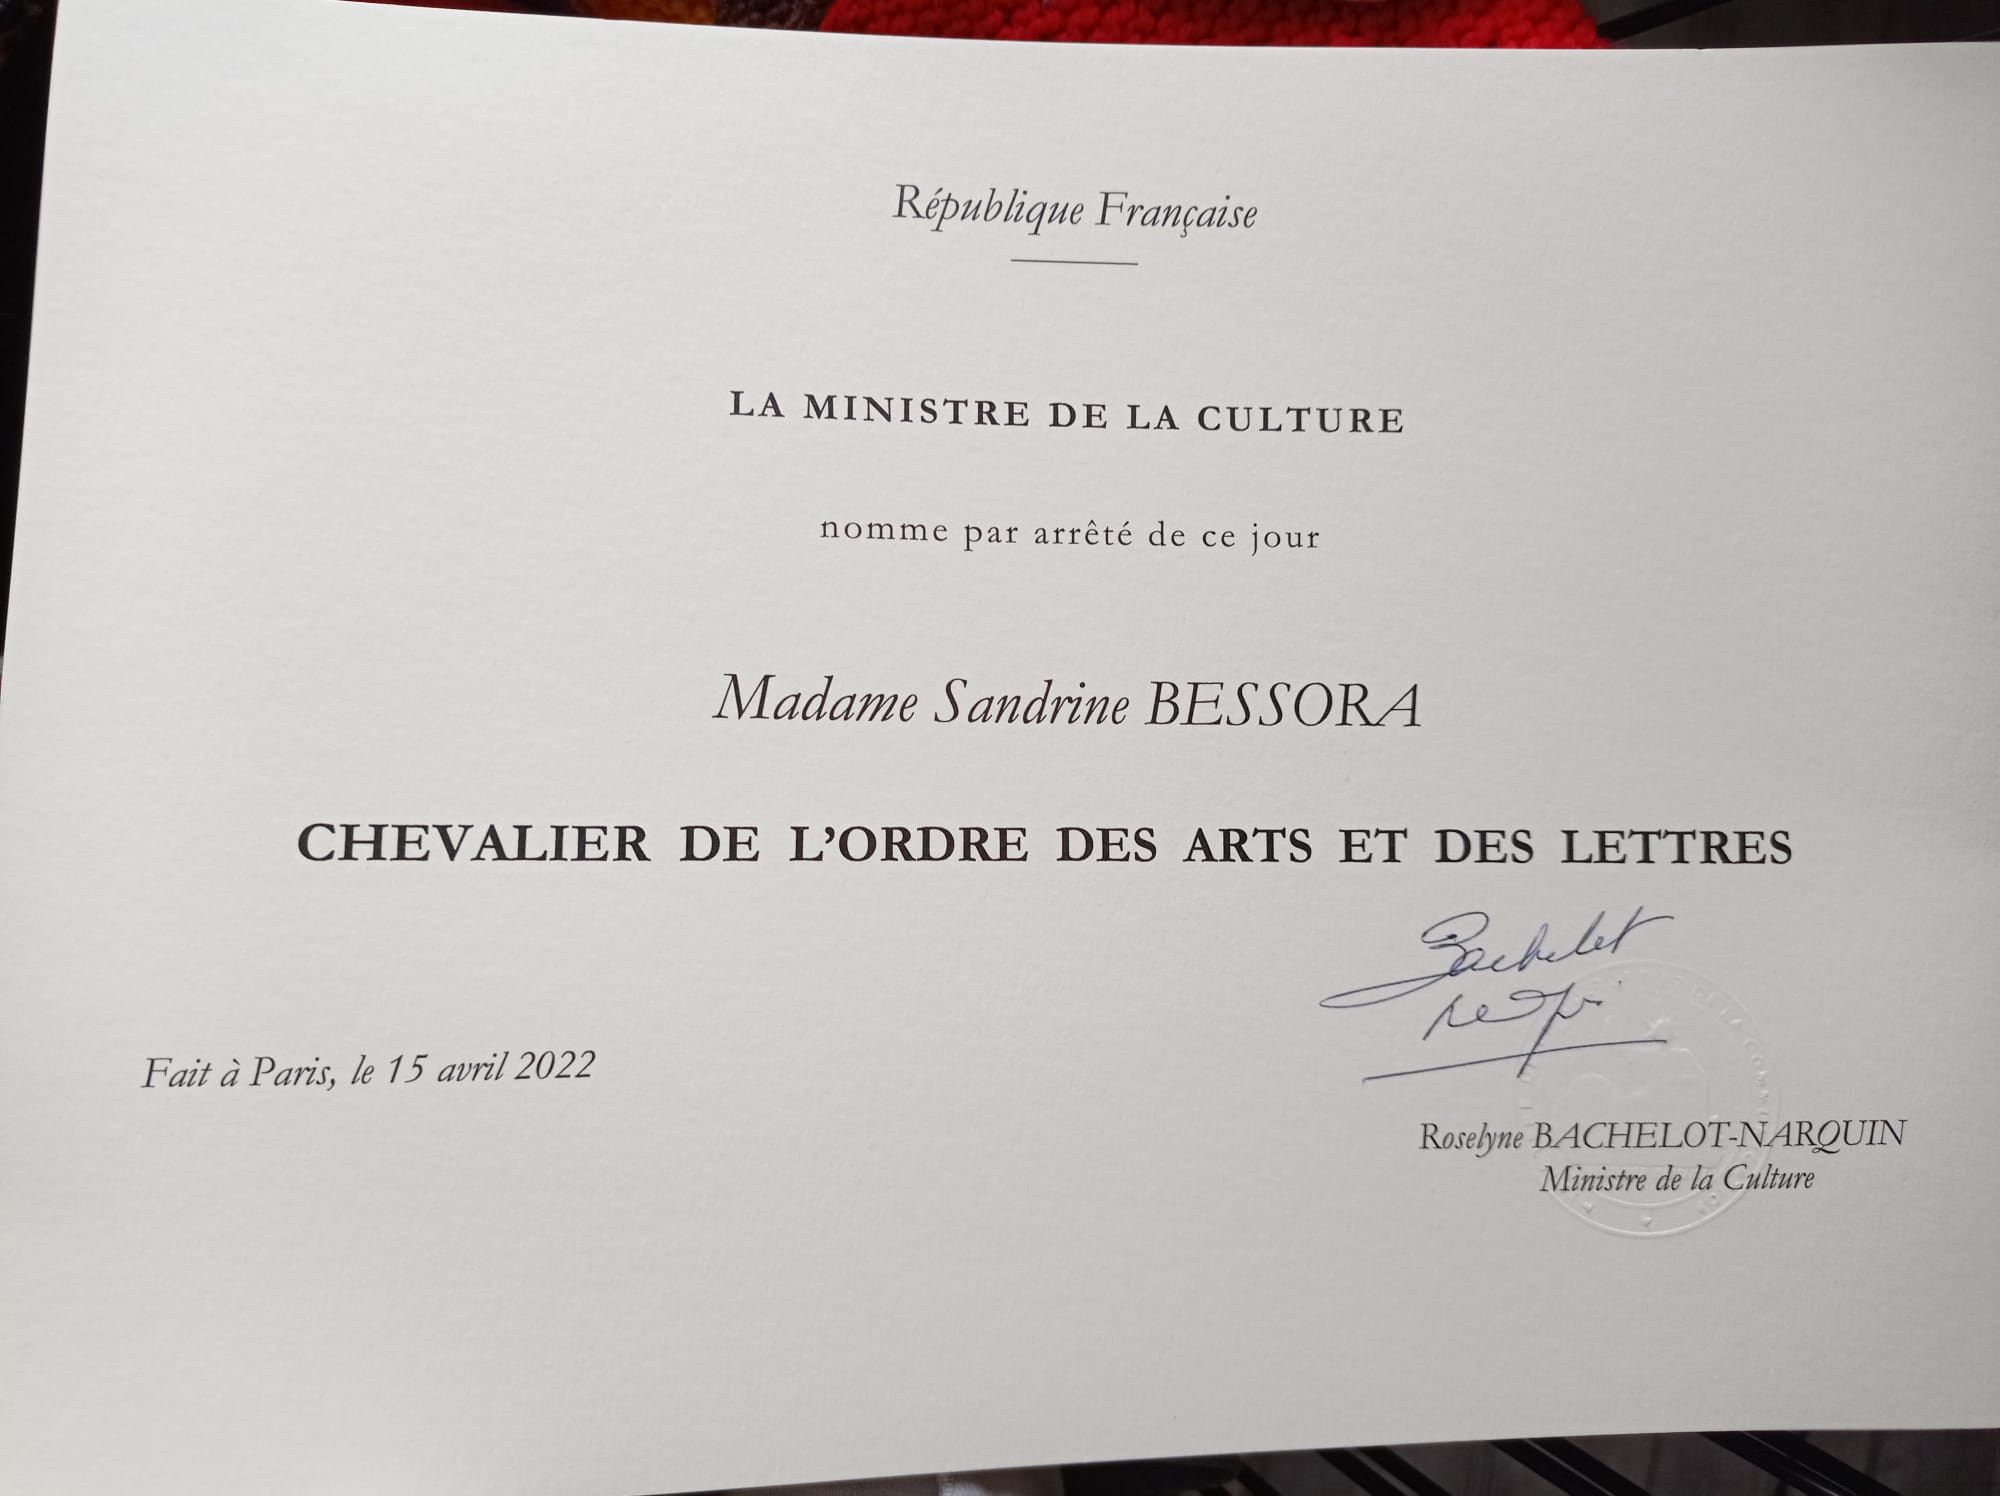 République Française
LA MINISTRE DE LA CULTURE
nomme par arrêté de ce jour
Madame Sandrine BESSORA
CHEVALIER DE L'ORDRE DES ARTS ET DES LETTRES
Bachelot
Fait à Paris, le 15 avril 2022
Roselyne BACHELOT-NARQUIN
Ministre de la Culture